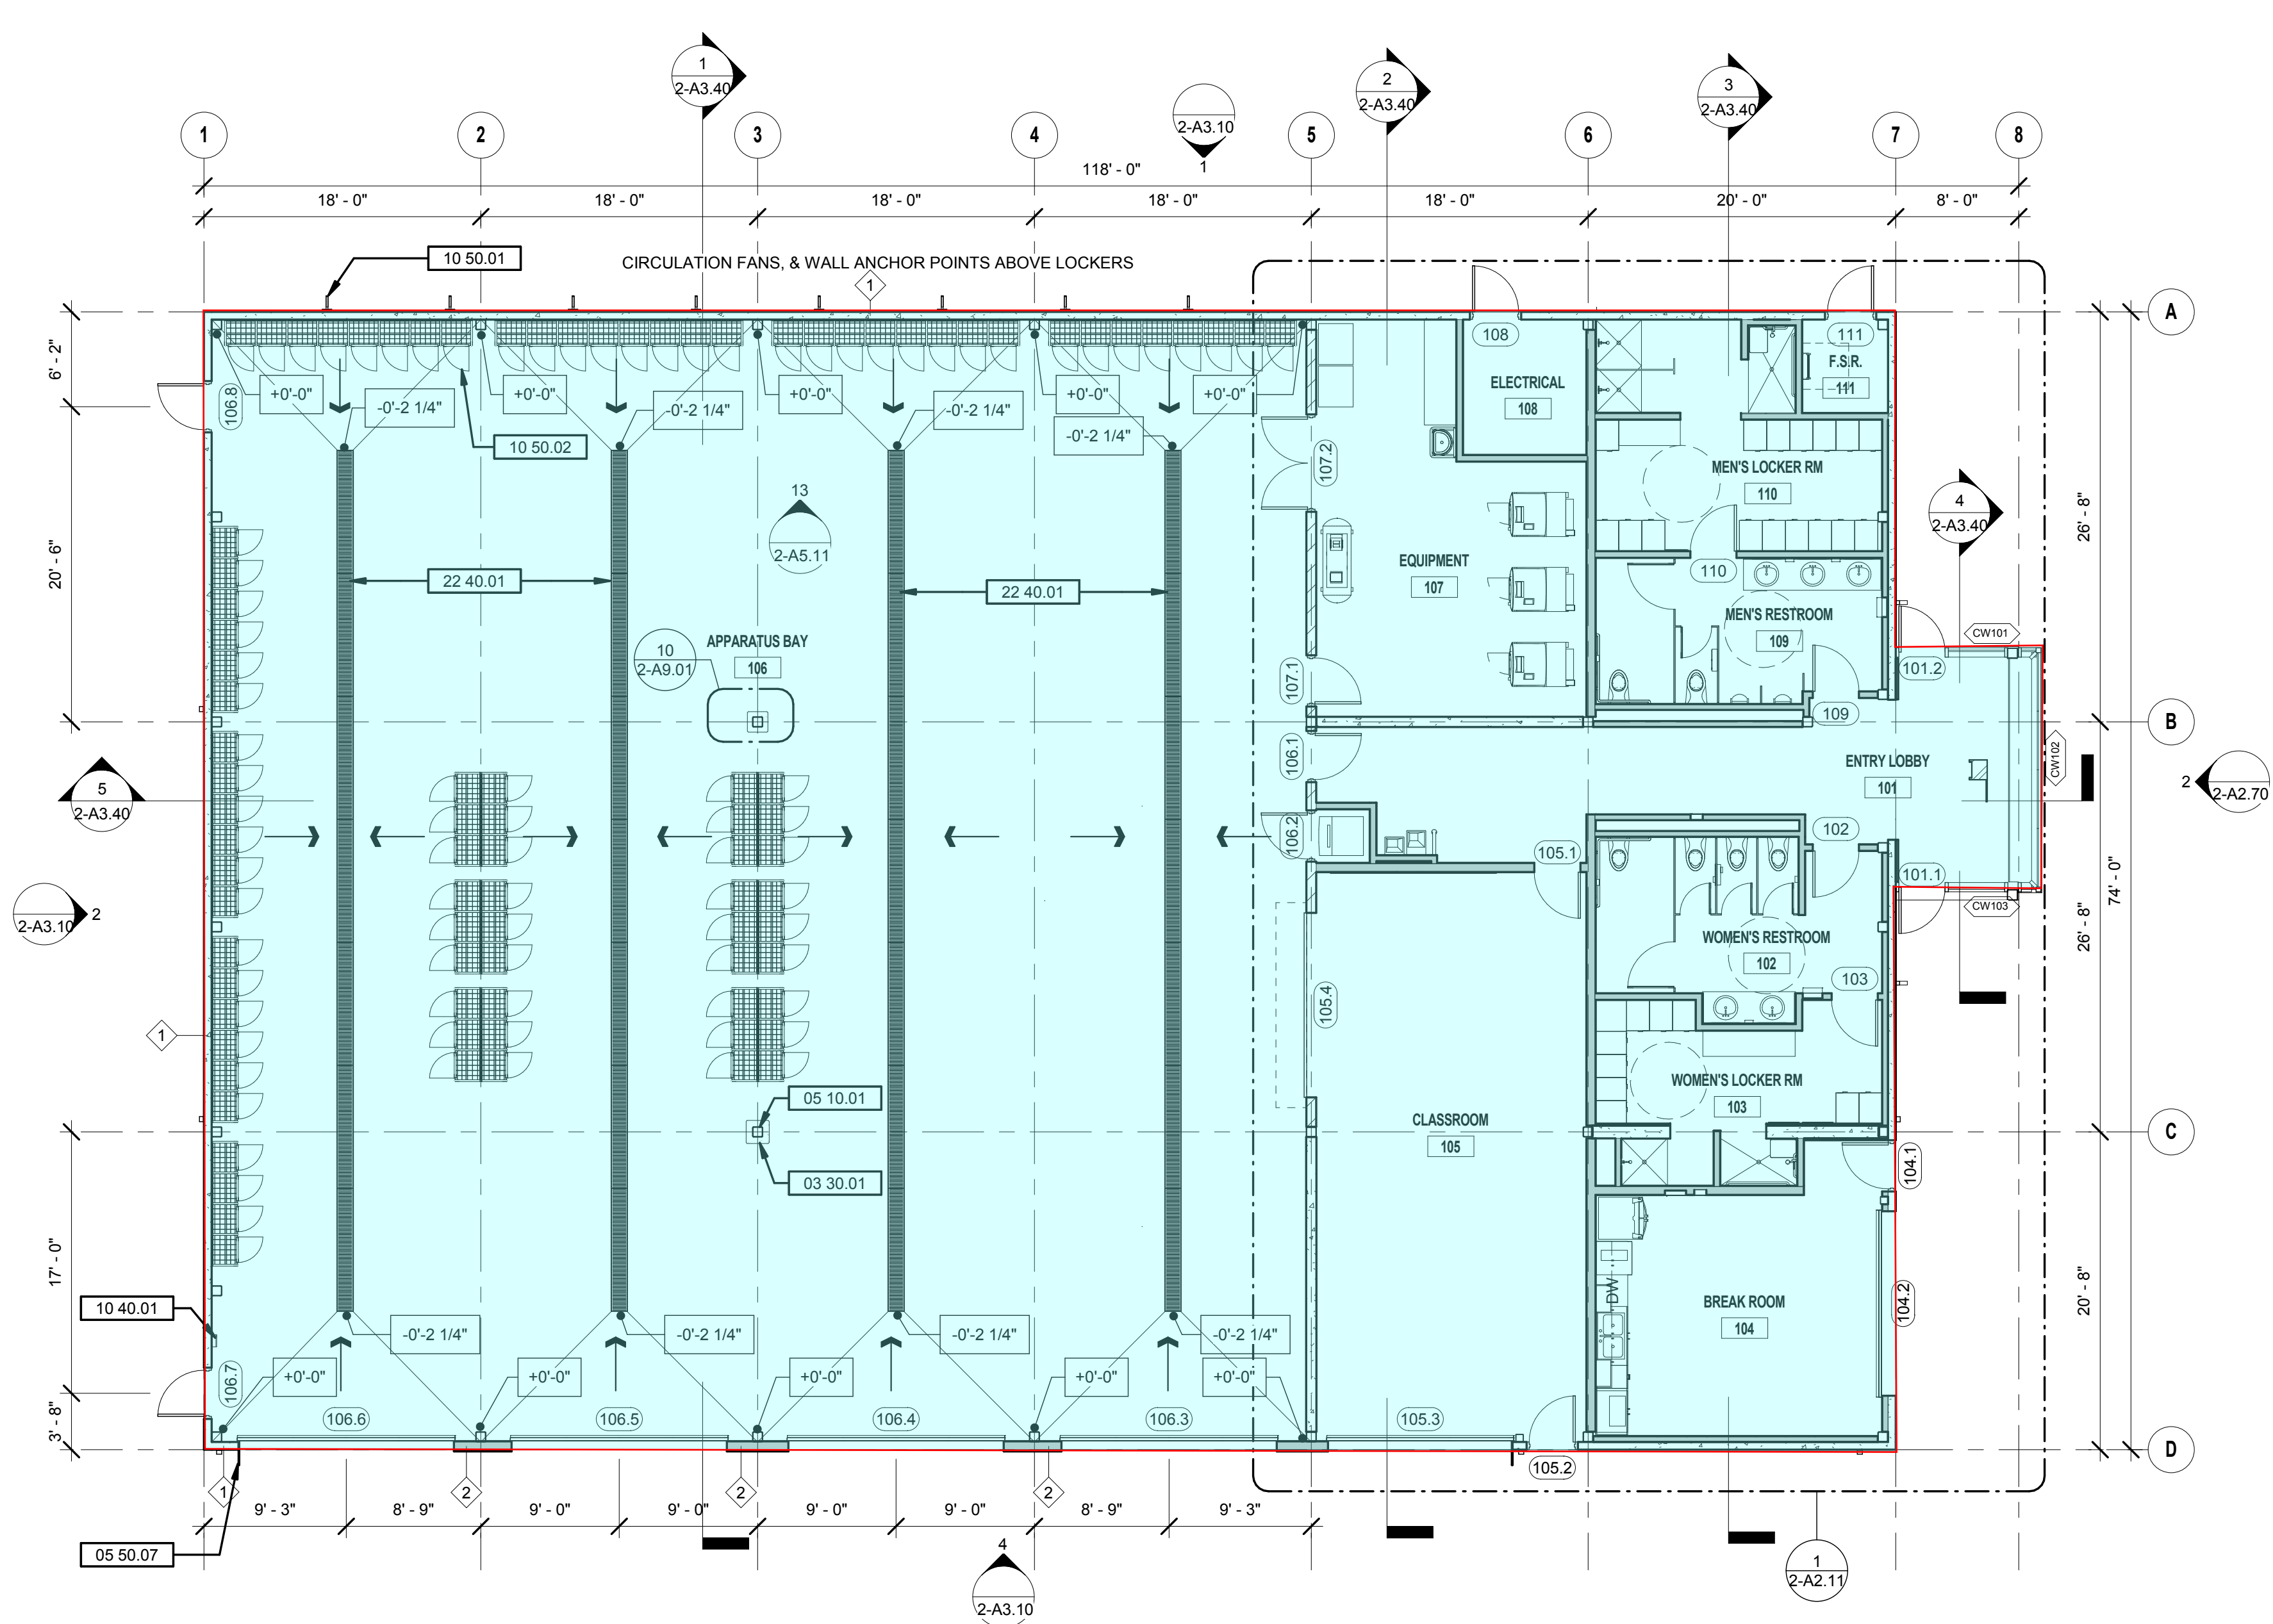 1
2-A3.40
2
2-A3.40
3
2-A3.40
2-A3.10
1
1
2
3
4
5
6
7
8
118' - 0"
18' - 0"
18' - 0"
18' - 0"
18' - 0"
18' - 0"
20' - 0"
8' - 0"
10 50.01
CIRCULATION FANS, & WALL ANCHOR POINTS ABOVE LOCKERS
1
A
6' - 2"
106.8
+0'-0"
-0'-2 1/4"
+0'-0"
-0'-2 1/4"
+0'-0"
-0'-2 1/4"
+0'-0"
-0'-2 1/4"
+0'-0"
10 50.02
108
ELECTRICAL
108
111
F.S.R.
111
107.2
MEN'S LOCKER RM
110
13
2-A5.11
4
2-A3.40
26' - 8"
20' - 6"
22 40.01
22 40.01
EQUIPMENT
107
110
MEN'S RESTROOM
109
CW101
10
2-A9.01
APPARATUS BAY
106
107.1
101.2
109
B
106.1
ENTRY LOBBY
101
CW102
2
2-A2.70
5
2-A3.40
106.2
105.1
102
101.1
CW103
74' - 0"
2-A3.10
2
WOMEN'S RESTROOM
102
26' - 8"
103
105.4
1
WOMEN'S LOCKER RM
103
05 10.01
CLASSROOM
105
C
104.1
03 30.01
17' - 0"
10 40.01
DW
BREAK ROOM
104
104.2
20' - 8"
-0'-2 1/4"
-0'-2 1/4"
-0'-2 1/4"
-0'-2 1/4"
106.7
+0'-0"
+0'-0"
+0'-0"
+0'-0"
+0'-0"
3' - 8"
106.6
106.5
106.4
106.3
105.3
D
105.2
1
2
2
2
9' - 3"
8' - 9"
9' - 0"
9' - 0"
9' - 0"
9' - 0"
8' - 9"
9' - 3"
05 50.07
4
2-A3.10
1
2-A2.11